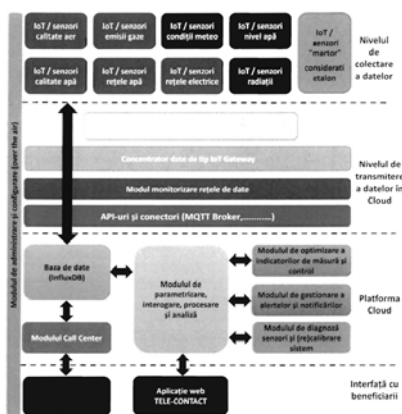 IoT / senzori
calitate aer
IoT / senzori
emisii gaze
IoT / senzori
condiții meteo
IoT / senzori
nivel apă
IoT /
senzori
"martor"
considerati
etalon
Nivelul
de
colectare
a datelor
IoT / senzori
calitate apă
IoT / senzori
rețele apă
IoT / senzori
rețele electrice
IoT / senzori
radiații
Modulul de administrare și configurare (over the air)
Concentrator date de tip IoT Gateway
Modul monitorizare rețele de date
API-uri și conectori (MQTT Broker,...........)
Nivelul de
transmitere
a datelor în
Cloud
Baza de date
(InfluxDB)
Modulul de
parametrizare,
interogare, procesare
și analiză
Modulul de optimizare a
indicatorilor de măsură și
control
Modulul de gestionare a
alertelor și notificărilor
Modulul de diagnoză
senzori și (re)calibrare
sistem
Modulul Call Center
Platforma
Cloud
Aplicație web
TELE-CONTACT
Interfață cu
beneficiarii